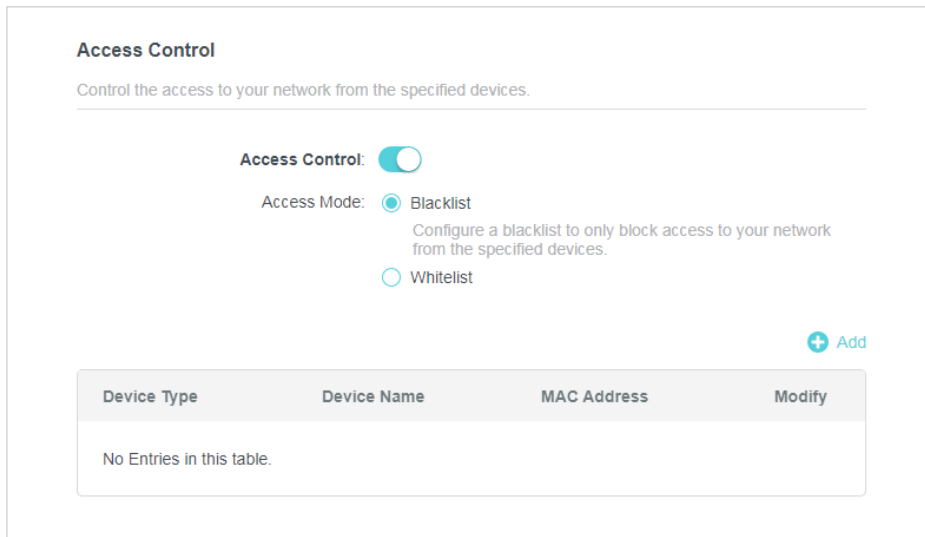 Access Control
Control the access to your network from the specified devices.
Access Control:
Access Mode: Blacklist
Configure a blacklist to only block access to your network
from the specified devices.
Whitelist
Add
Device Type Device Name MAC Address Modify
No Entries in this table.